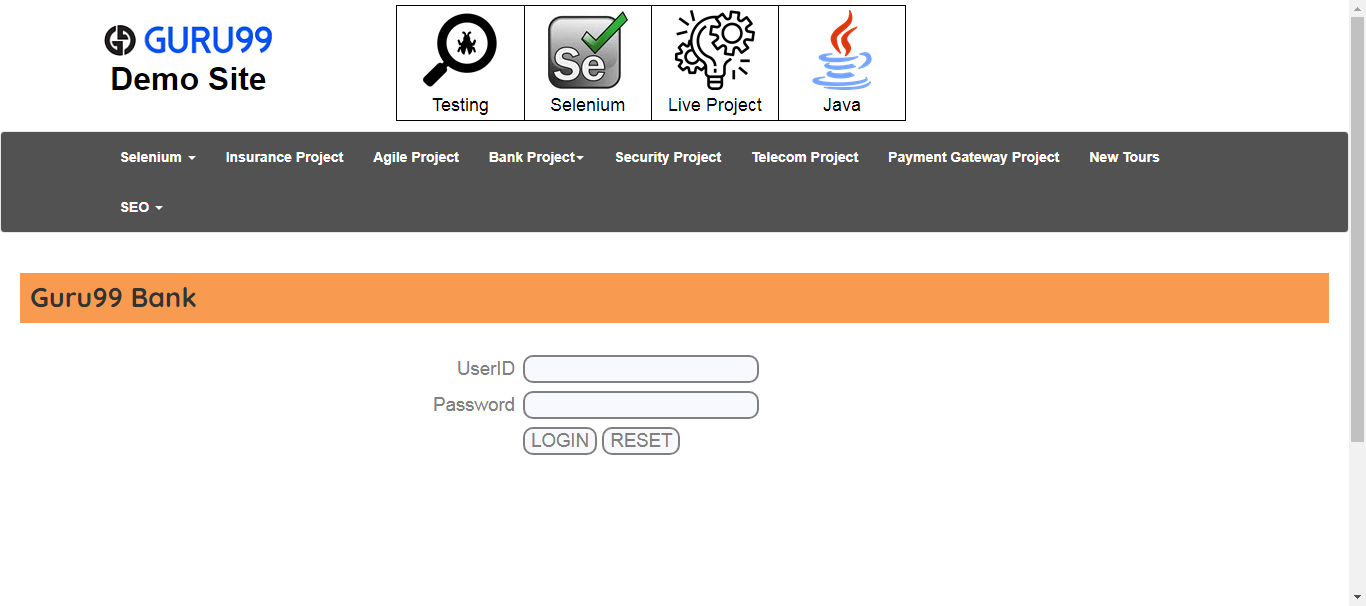 GURU99
Demo Site
Se
Testing Selenium Live Project Java
Selenium Insurance Project Agile Project Bank Project Security Project Telecom Project Payment Gateway Project New Tours
SEO
Guru99 Bank
UserID
Password
LOGIN RESET